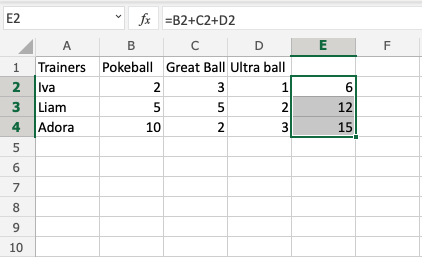 E2 fx =B2+C2+D2
A B C D E F
1 Trainers Pokeball Great Ball Ultra ball
2 Iva 2 3 1 6
3 Liam 5 5 2 12
4 Adora 10 2 3 15
5
6
7
8
9
10